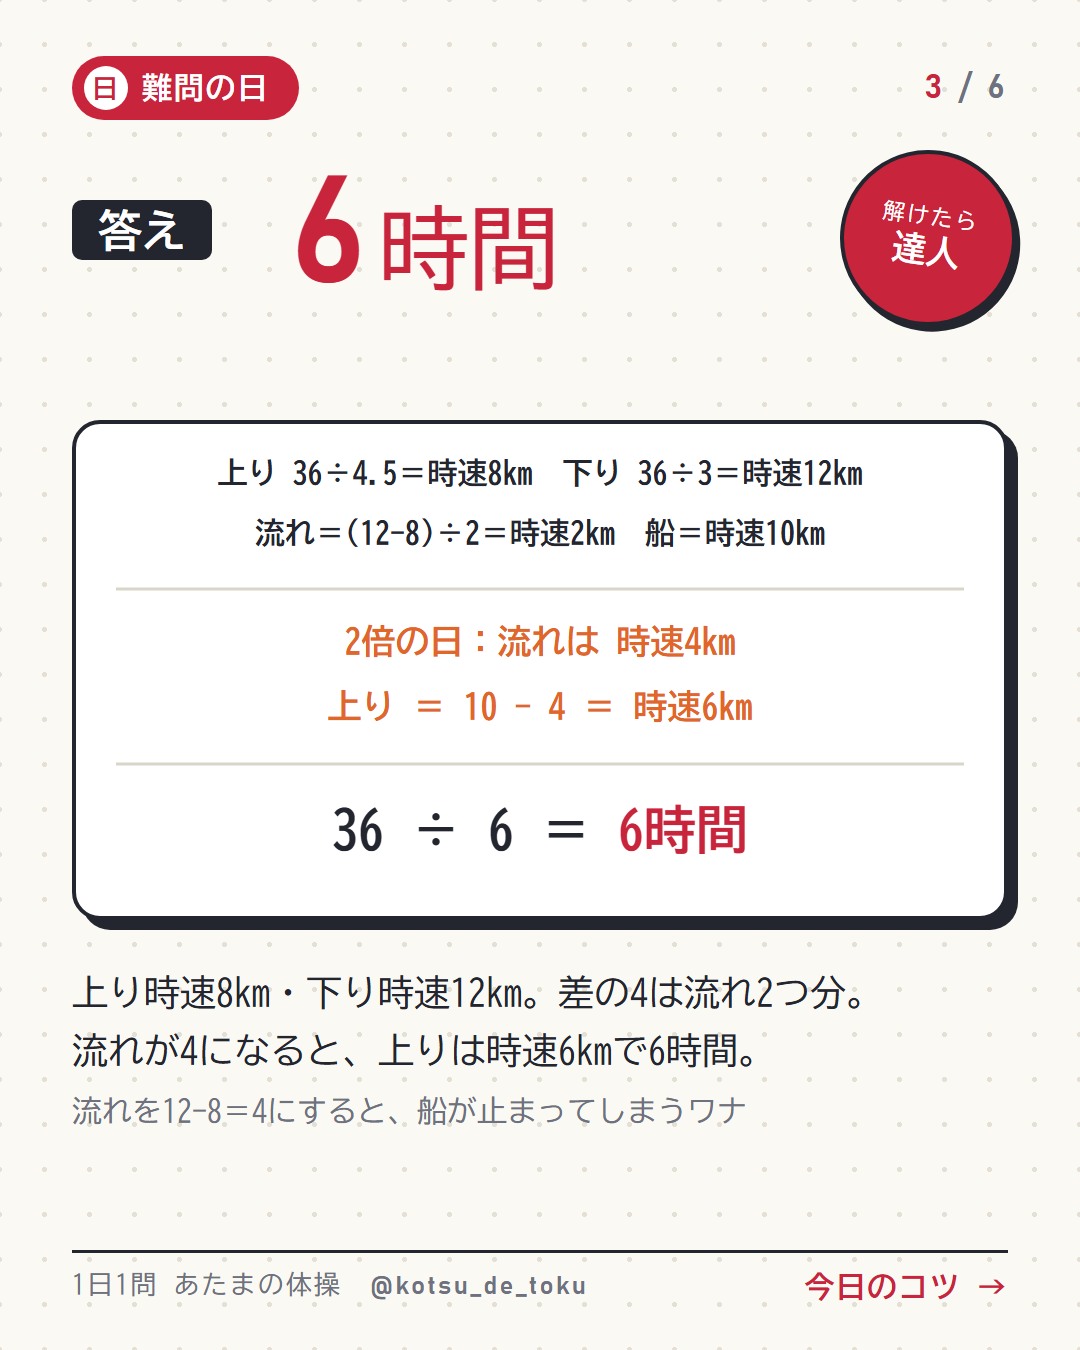 日 難問の日
3 / 6
答え 6時間
解けたら
達人
上り 36÷4.5＝時速8km　下り 36÷3＝時速12km
流れ＝(12−8)÷2＝時速2km　船＝時速10km
2倍の日：流れは 時速4km
上り ＝ 10 − 4 ＝ 時速6km
36 ÷ 6 ＝ 6時間
上り時速8km・下り時速12km。差の4は流れ2つ分。
流れが4になると、上りは時速6kmで6時間。
流れを12−8＝4にすると、船が止まってしまうワナ
1日1問 あたまの体操　@kotsu_de_toku
今日のコツ →